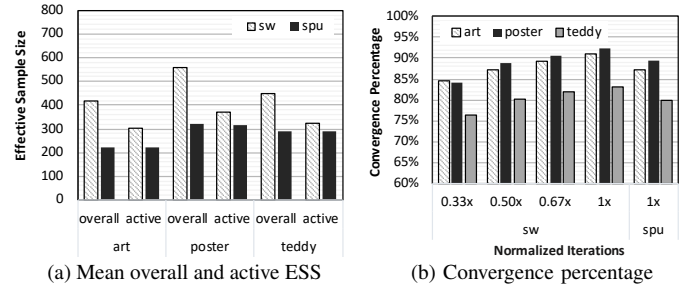 800
700
600
500
400
300
200
100
0
Effective Sample Size
sw spu
overall active overall active overall active
art poster teddy
(a) Mean overall and active ESS
100%
95%
90%
85%
80%
75%
70%
65%
60%
Convergence Percentage
art poster teddy
0.33x 0.50x 0.67x 1x 1x
sw spu
Normalized Iterations
(b) Convergence percentage